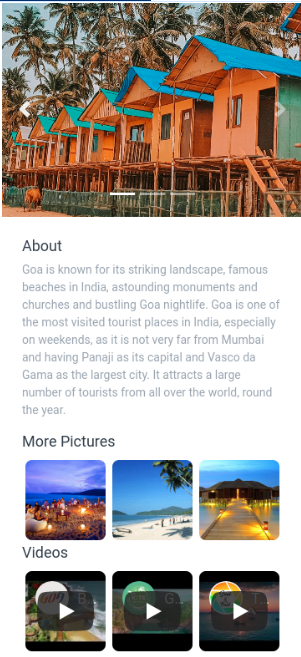 About
Goa is known for its striking landscape, famous
beaches in India, astounding monuments and
churches and bustling Goa nightlife. Goa is one of
the most visited tourist places in India, especially
on weekends, as it is not very far from Mumbai
and having Panaji as its capital and Vasco da
Gama as the largest city. It attracts a large
number of tourists from all over the world, round
the year.
More Pictures
Videos